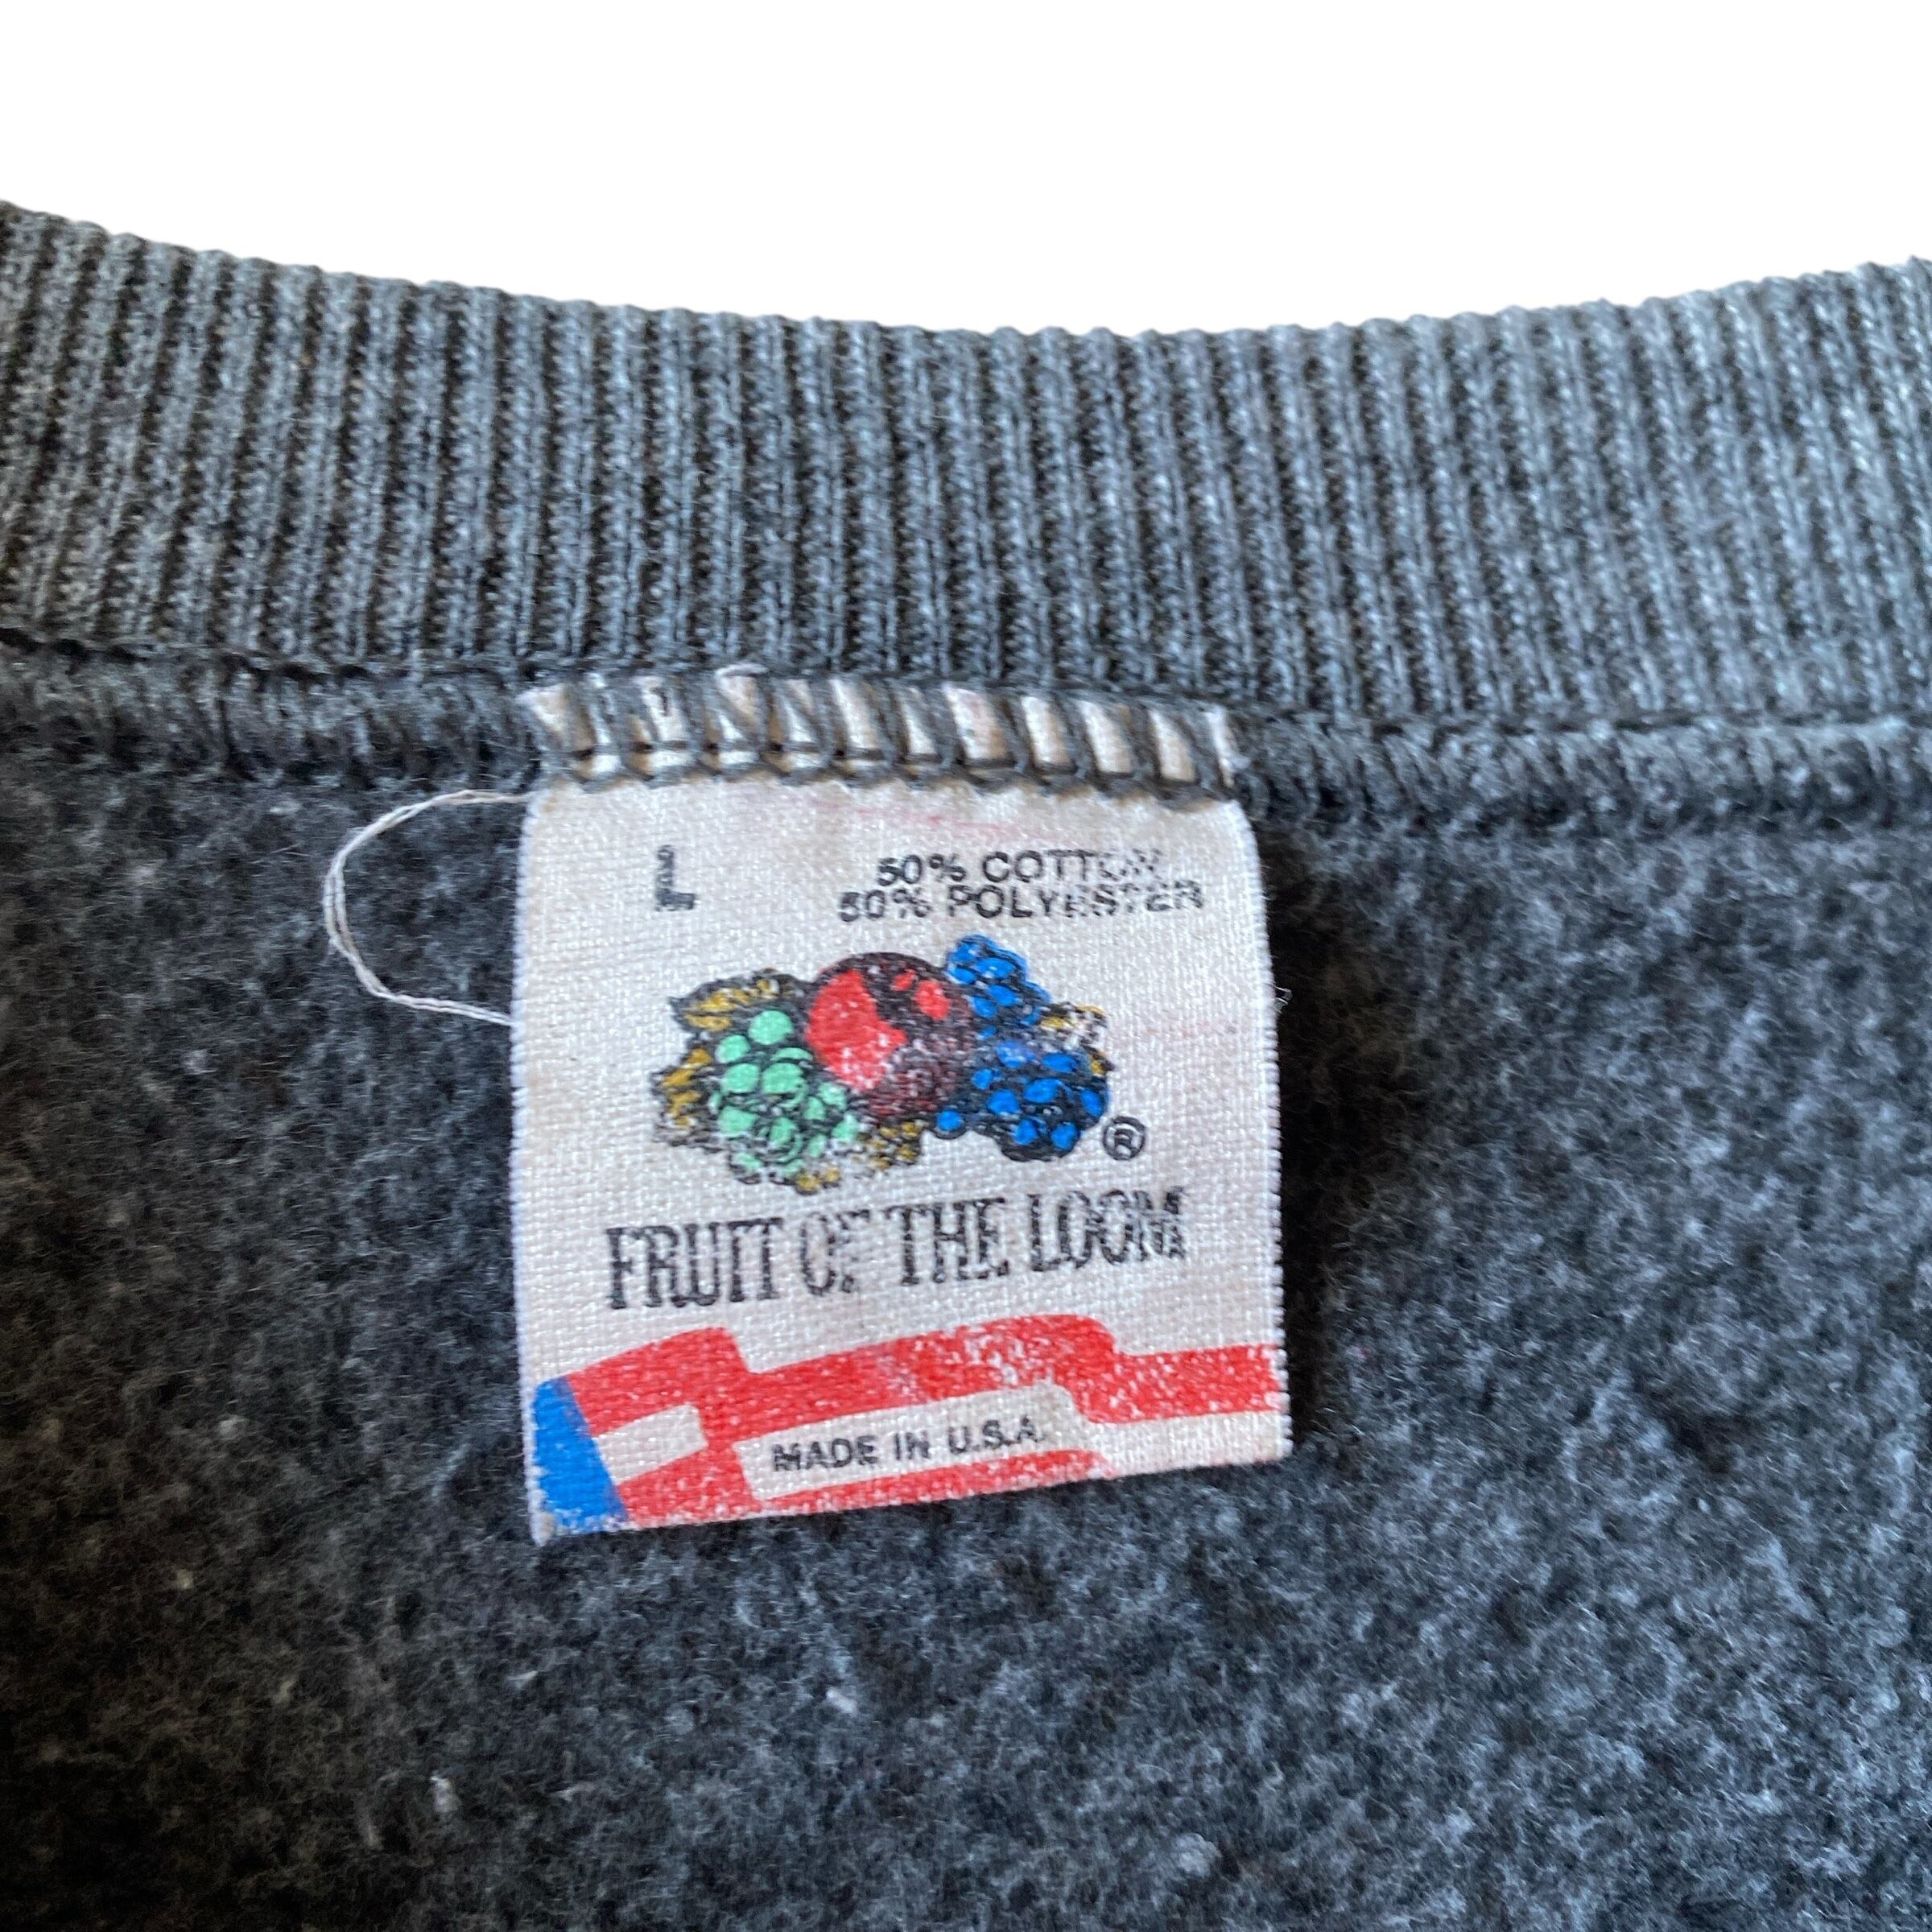 L
50% COTTON
50% POLYESTER
®
FRUIT OF THE LOOM
MADE IN U.S.A.